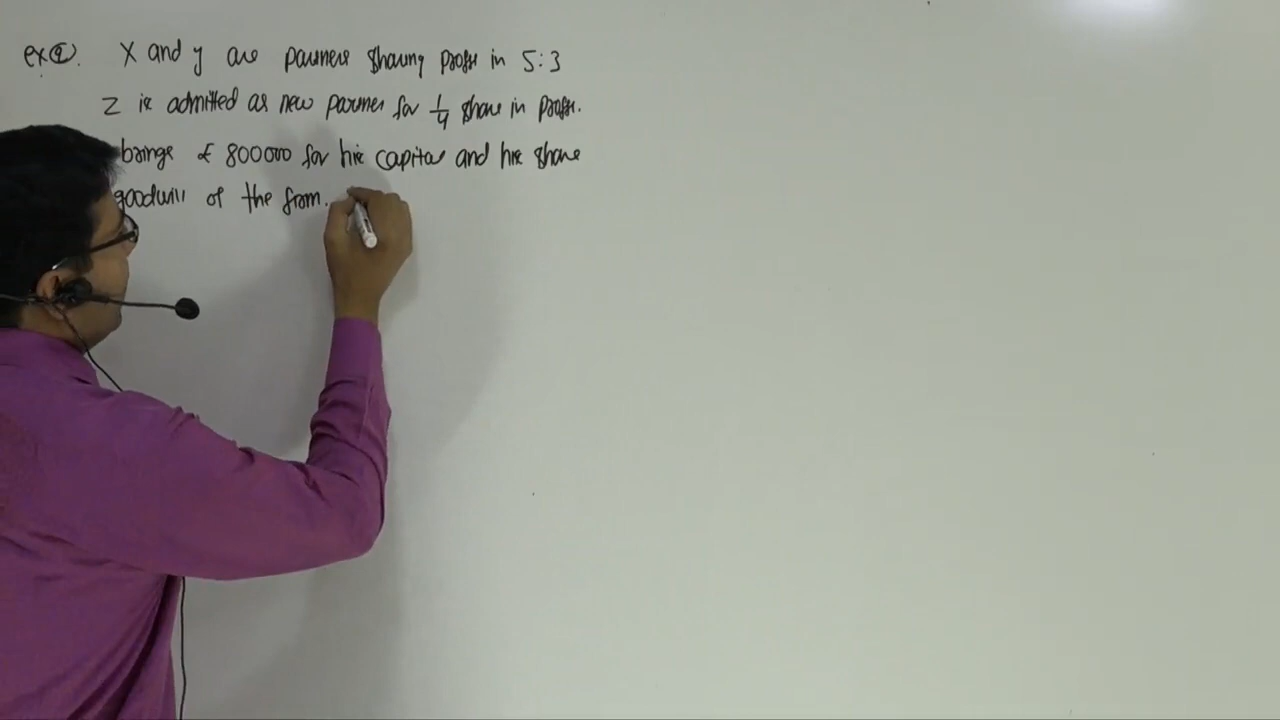 ex①. X and y are partners sharing profit in 5:3
Z is admitted as new partner for 1/4 share in profit.
brings ₹ 800000 for his capital and his share
goodwill of the firm.